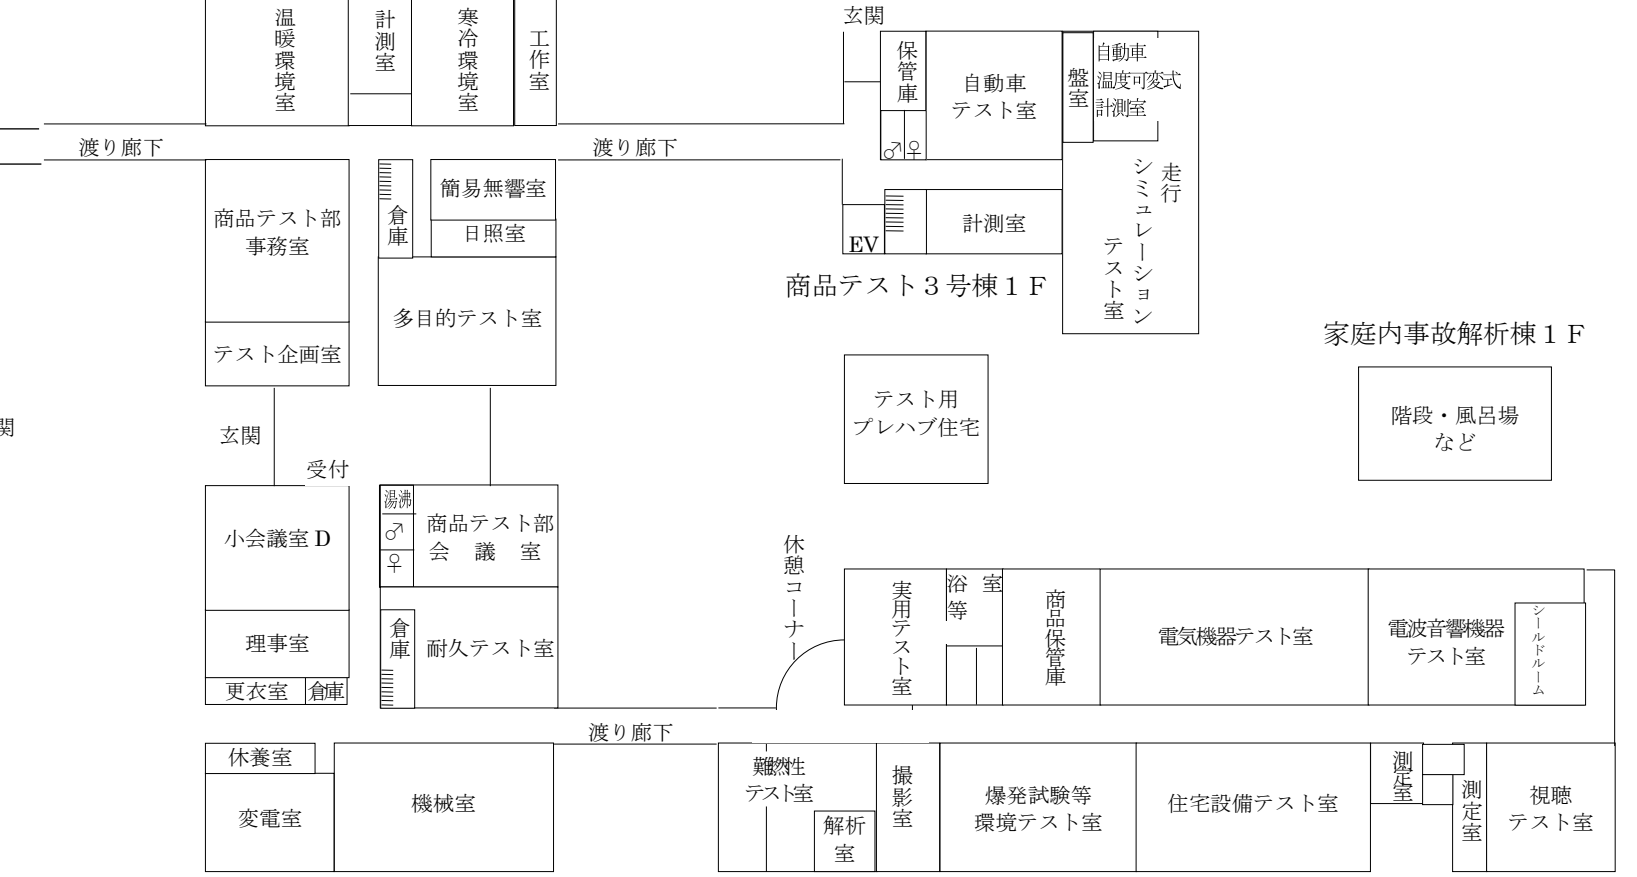 玄関
温暖環境室
計測室
寒冷環境室
工作室
保管庫
自動車
テスト室
盤室
自動車
温度可変式
計測室
♂♀
渡り廊下
渡り廊下
走行
シミュレーション
テスト室
商品テスト部
事務室
倉庫
簡易無響室
日照室
計測室
EV
商品テスト3号棟1F
多目的テスト室
テスト企画室
家庭内事故解析棟1F
テスト用
プレハブ住宅
階段・風呂場
など
関
玄関
受付
小会議室D
湯沸
♂
♀
商品テスト部
会議室
理事室
更衣室
倉庫
倉庫
耐久テスト室
休憩コーナー
実用テスト室
浴室
等
商品保管庫
電気機器テスト室
電波音響機器
テスト室
シールドルーム
渡り廊下
休養室
変電室
機械室
難燃性
テスト室
解析
室
撮影室
爆発試験等
環境テスト室
住宅設備テスト室
測定室
測定室
視聴
テスト室